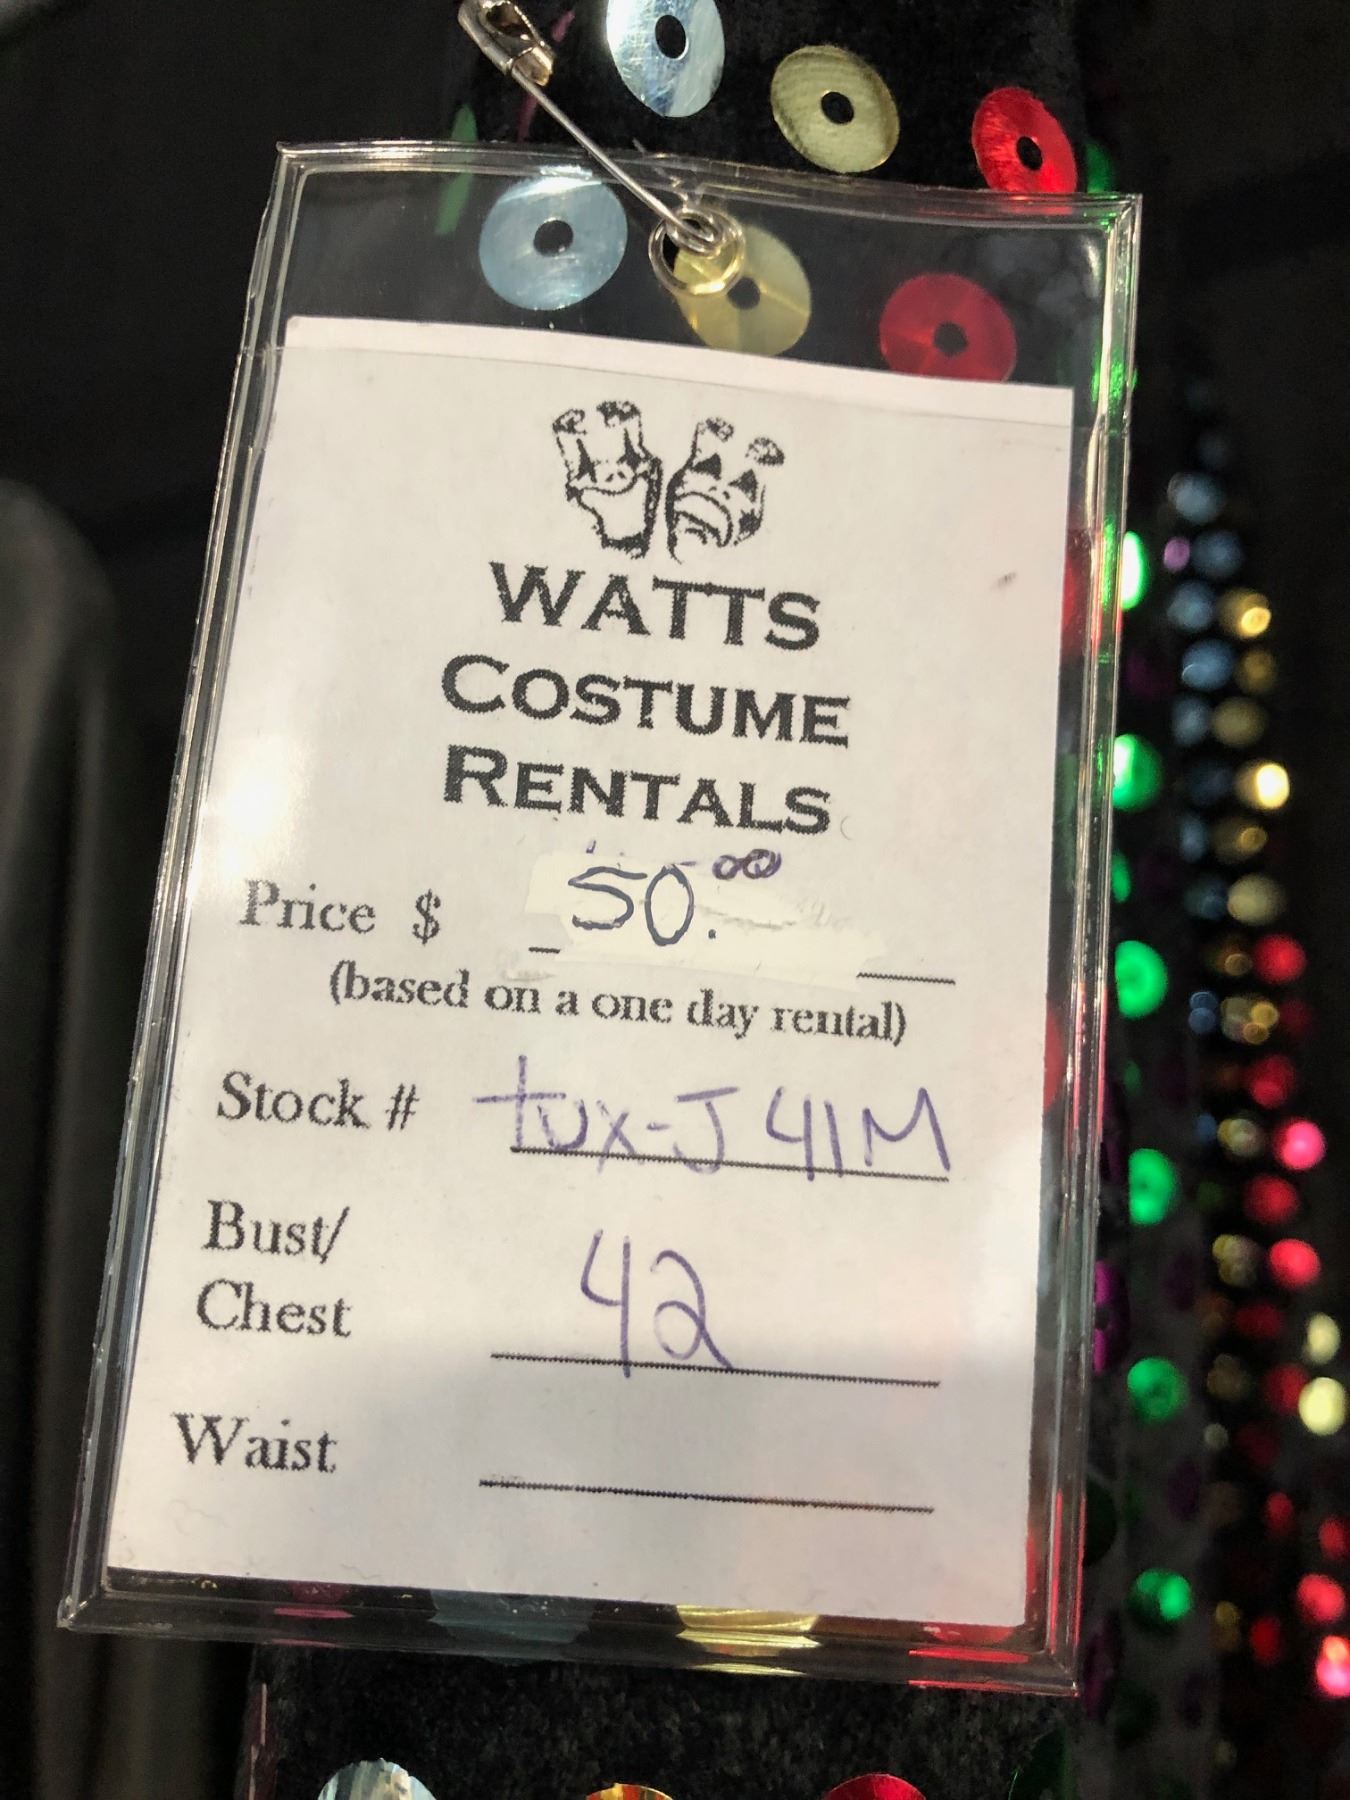 WATTS
COSTUME
RENTALS
Price $ 50.00
(based on a one day rental)
Stock # tux-J 41M
Bust/
Chest 42
Waist